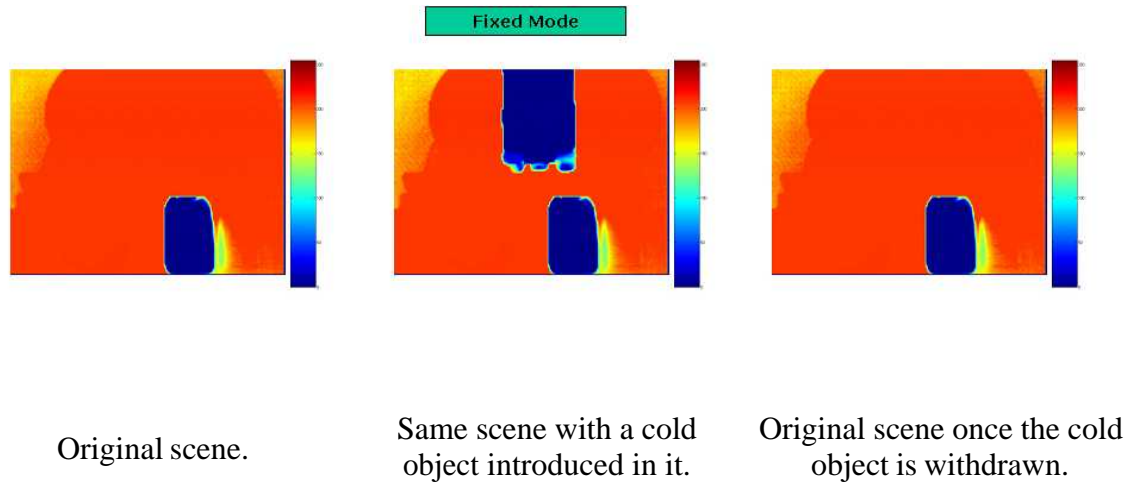 Fixed Mode
Original scene.
Same scene with a cold
object introduced in it.
Original scene once the cold
object is withdrawn.